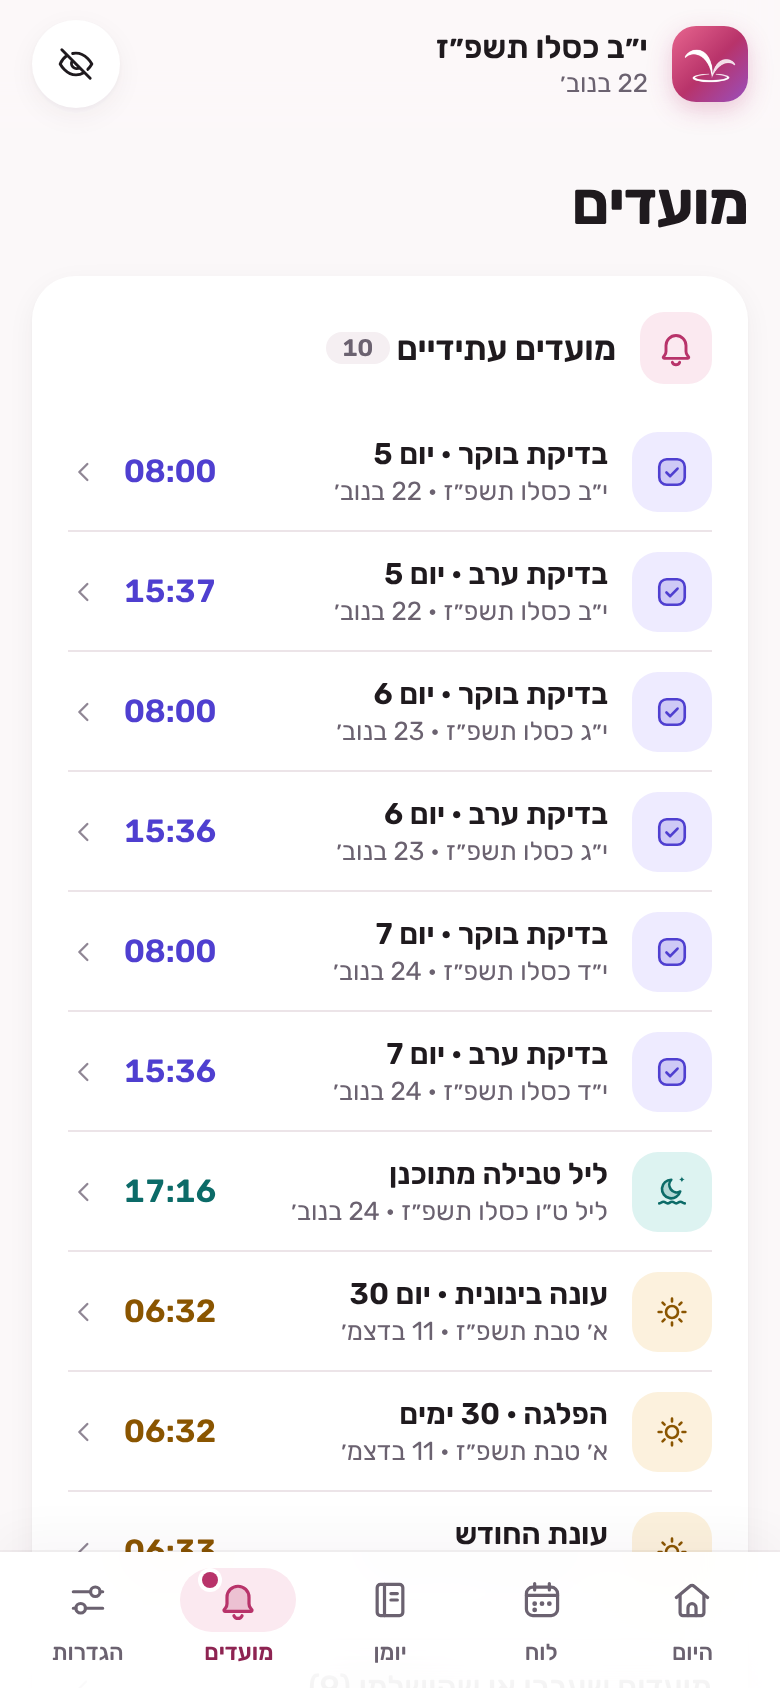 י״ב כסלו תשפ״ז
22 בנוב׳
מועדים
מועדים עתידיים 10
בדיקת בוקר • יום 5
י״ב כסלו תשפ״ז • 22 בנוב׳
08:00
בדיקת ערב • יום 5
י״ב כסלו תשפ״ז • 22 בנוב׳
15:37
בדיקת בוקר • יום 6
י״ג כסלו תשפ״ז • 23 בנוב׳
08:00
בדיקת ערב • יום 6
י״ג כסלו תשפ״ז • 23 בנוב׳
15:36
בדיקת בוקר • יום 7
י״ד כסלו תשפ״ז • 24 בנוב׳
08:00
בדיקת ערב • יום 7
י״ד כסלו תשפ״ז • 24 בנוב׳
15:36
ליל טבילה מתוכנן
ליל ט״ו כסלו תשפ״ז • 24 בנוב׳
17:16
עונה בינונית • יום 30
א׳ טבת תשפ״ז • 11 בדצמ׳
06:32
הפלגה • 30 ימים
א׳ טבת תשפ״ז • 11 בדצמ׳
06:32
עונת החודש
06:33
היום
לוח
יומן
מועדים
הגדרות